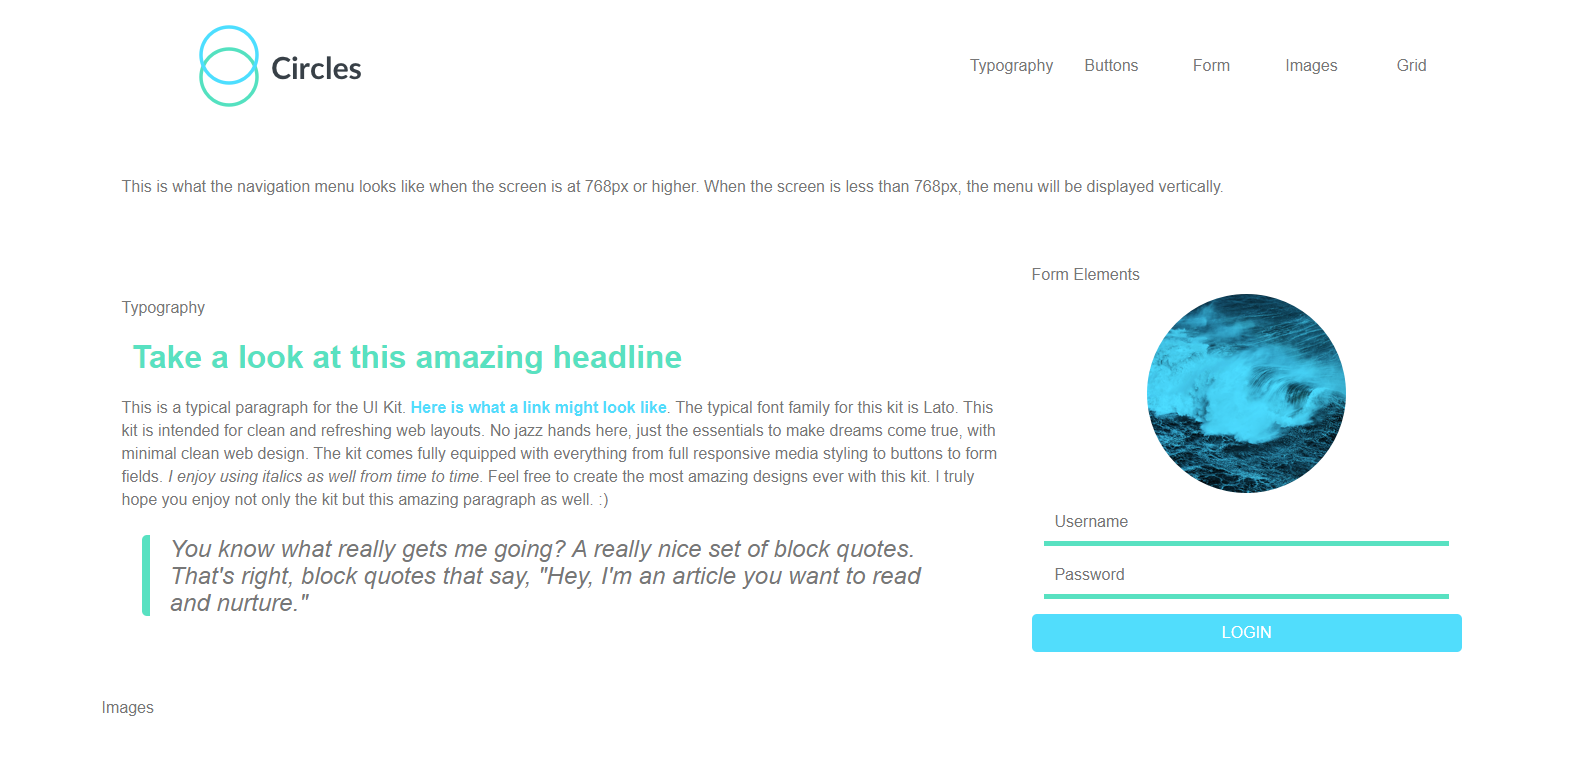 Circles
Typography Buttons Form Images Grid
This is what the navigation menu looks like when the screen is at 768px or higher. When the screen is less than 768px, the menu will be displayed vertically.
Typography
Take a look at this amazing headline
This is a typical paragraph for the UI Kit. Here is what a link might look like. The typical font family for this kit is Lato. This
kit is intended for clean and refreshing web layouts. No jazz hands here, just the essentials to make dreams come true, with
minimal clean web design. The kit comes fully equipped with everything from full responsive media styling to buttons to form
fields. I enjoy using italics as well from time to time. Feel free to create the most amazing designs ever with this kit. I truly
hope you enjoy not only the kit but this amazing paragraph as well. :)
You know what really gets me going? A really nice set of block quotes.
That's right, block quotes that say, "Hey, I'm an article you want to read
and nurture."
Form Elements
Username
Password
LOGIN
Images